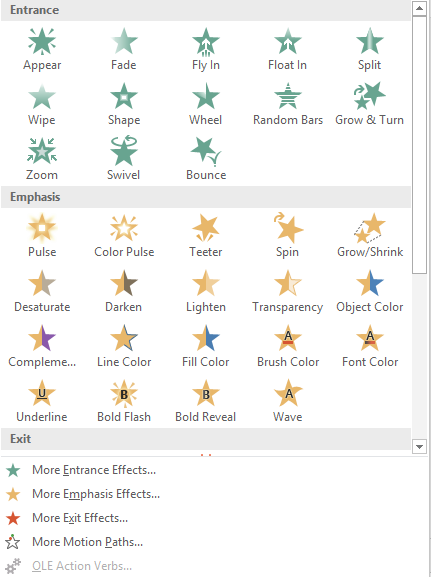 Entrance
Appear Fade Fly In Float In Split
Wipe Shape Wheel Random Bars Grow & Turn
Zoom Swivel Bounce
Emphasis
Pulse Color Pulse Teeter Spin Grow/Shrink
Desaturate Darken Lighten Transparency Object Color
Compleme... Line Color Fill Color Brush Color Font Color
Underline Bold Flash Bold Reveal Wave
Exit
More Entrance Effects...
More Emphasis Effects...
More Exit Effects...
More Motion Paths...
OLE Action Verbs...